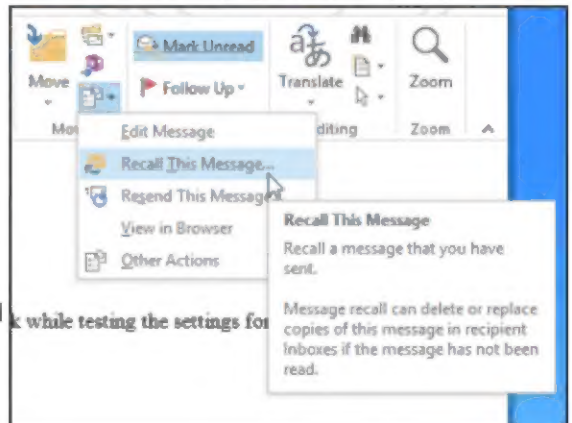 Mark Unread
Move
Follow Up
Translate
Zoom
Mo
diting
Zoom
Edit Message
Recall This Message...
Resend This Message
View in Browser
Other Actions
k while testing the settings for
Recall This Message
Recall a message that you have
sent.
Message recall can delete or replace
copies of this message in recipient
Inboxes if the message has not been
read.